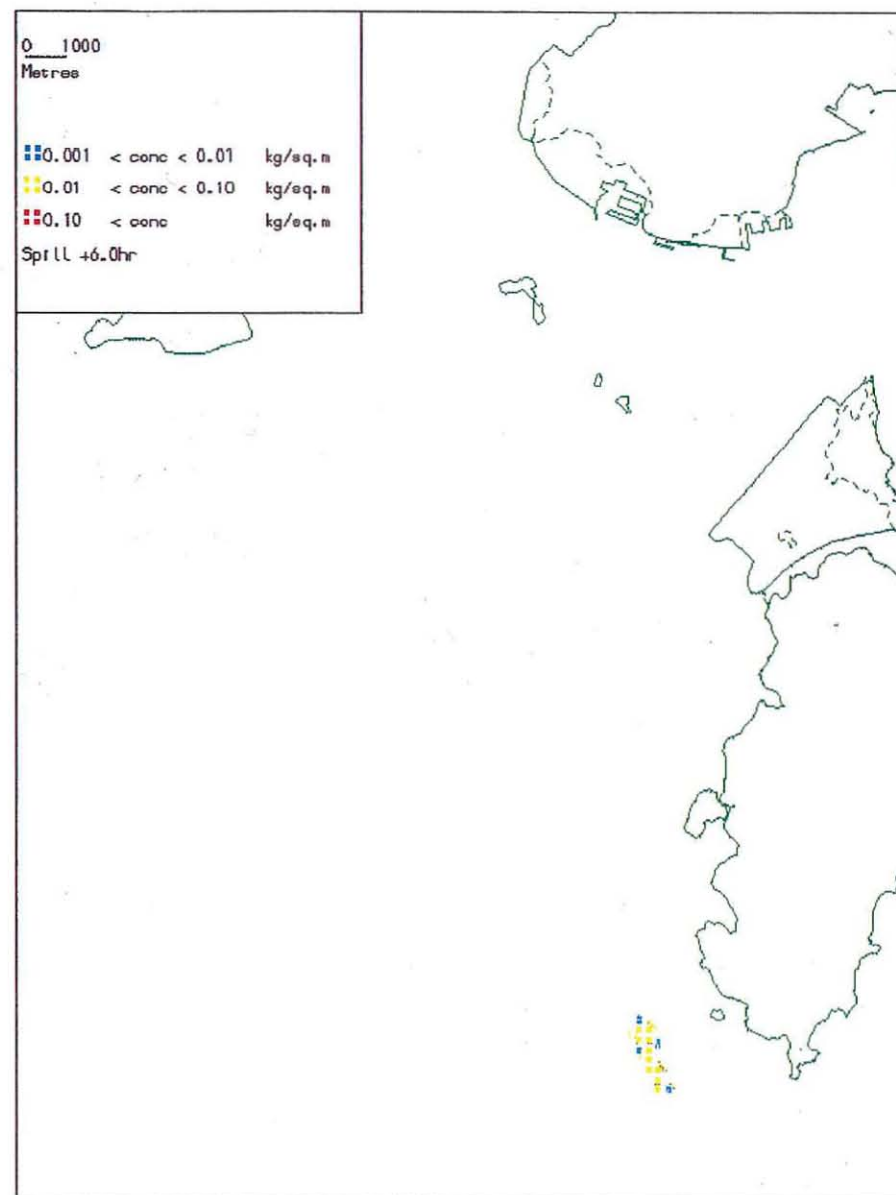 0 1000
Metres
0.001 < conc < 0.01 kg/sq.m
0.01 < conc < 0.10 kg/sq.m
0.10 < conc kg/sq.m
Spill +6.0hr